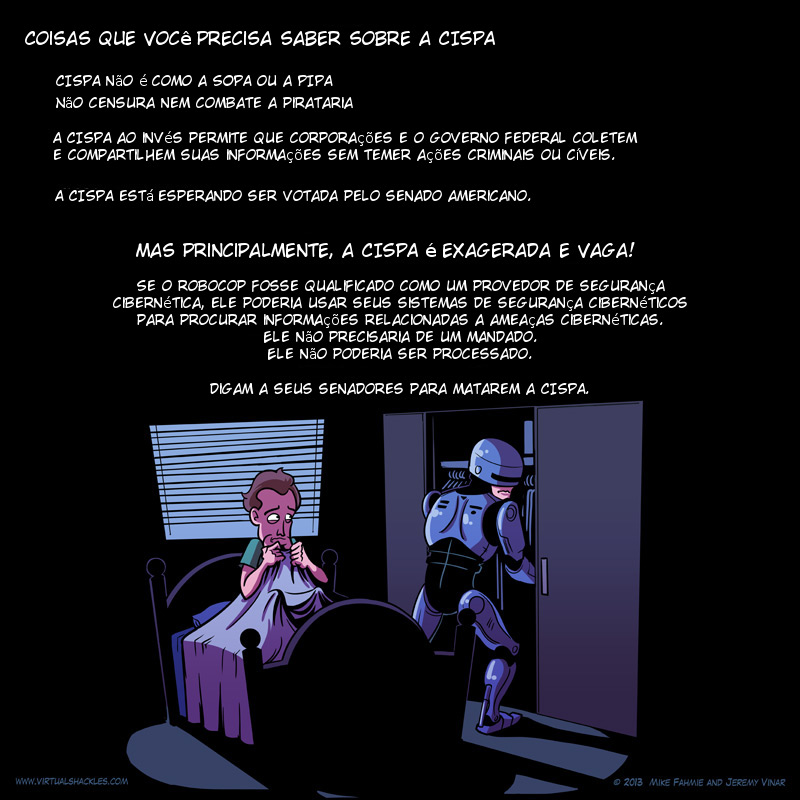 COISAS QUE VOCê PRECISA SABER SOBRE A CISPA
CISPA NãO é COMO A SOPA OU A PIPA
NãO CENSURA NEM COMBATE A PIRATARIA
A CISPA AO INVéS PERMITE QUE CORPORAçõES E O GOVERNO FEDERAL COLETEM
E COMPARTILHEM SUAS INFORMAçõES SEM TEMER AçõES CRIMINAIS OU CíVEIS.
A CISPA ESTá ESPERANDO SER VOTADA PELO SENADO AMERICANO.
MAS PRINCIPALMENTE, A CISPA é EXAGERADA E VAGA!
SE O ROBOCOP FOSSE QUALIFICADO COMO UM PROVEDOR DE SEGURANçA
CIBERNéTICA, ELE PODERIA USAR SEUS SISTEMAS DE SEGURANçA CIBERNéTICOS
PARA PROCURAR INFORMAçõES RELACIONADAS A AMEAçAS CIBERNéTICAS.
ELE NãO PRECISARIA DE UM MANDADO.
ELE NãO PODERIA SER PROCESSADO.
DIGAM A SEUS SENADORES PARA MATAREM A CISPA.
WWW.VIRTUALSHACKLES.COM
© 2013 MIKE FAHMIE AND JEREMY VINAR